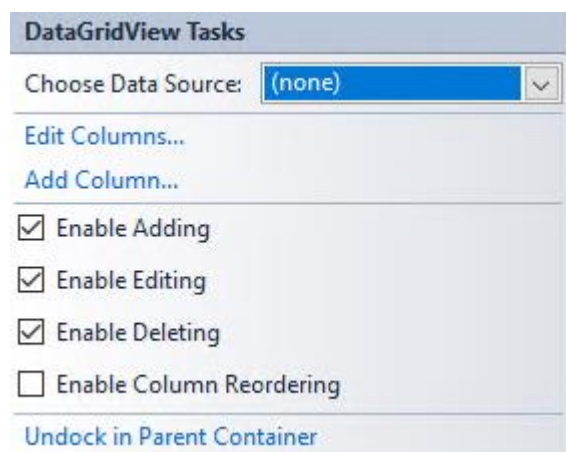 DataGridView Tasks
Choose Data Source: (none)
Edit Columns...
Add Column...
Enable Adding
Enable Editing
Enable Deleting
Enable Column Reordering
Undock in Parent Container